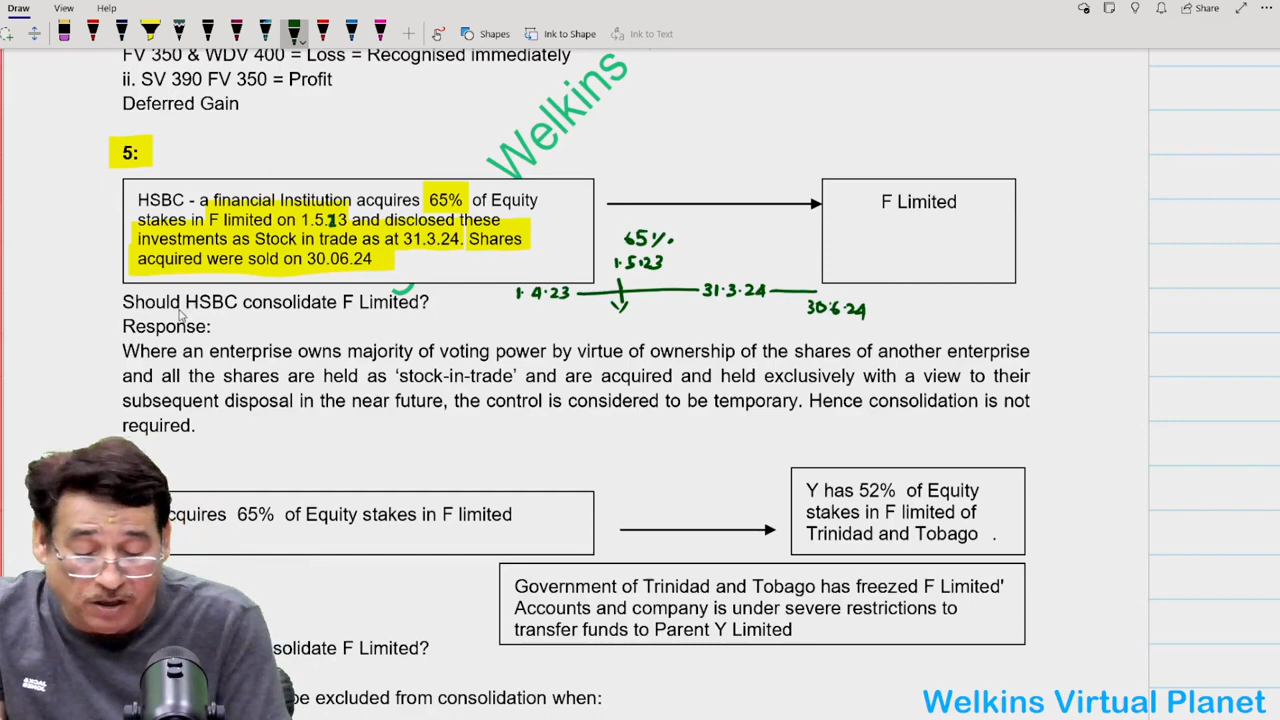 Draw View Help
Share
Shapes Ink to Shape Ink to Text
FV 350 & WDV 400 = Loss = Recognised immediately
ii. SV 390 FV 350 = Profit
Deferred Gain
Welkins
5:
HSBC - a financial Institution acquires 65% of Equity
stakes in F limited on 1.5.23 and disclosed these
investments as Stock in trade as at 31.3.24. Shares
acquired were sold on 30.06.24
F Limited
65%.
1.5.23
1.4.23
31.3.24
30.6.24
Should HSBC consolidate F Limited?
Response:
Where an enterprise owns majority of voting power by virtue of ownership of the shares of another enterprise
and all the shares are held as ‘stock-in-trade’ and are acquired and held exclusively with a view to their
subsequent disposal in the near future, the control is considered to be temporary. Hence consolidation is not
required.
acquires 65% of Equity stakes in F limited
Y has 52% of Equity
stakes in F limited of
Trinidad and Tobago .
Government of Trinidad and Tobago has freezed F Limited'
Accounts and company is under severe restrictions to
transfer funds to Parent Y Limited
F Limited?
be excluded from consolidation when:
Welkins Virtual Planet